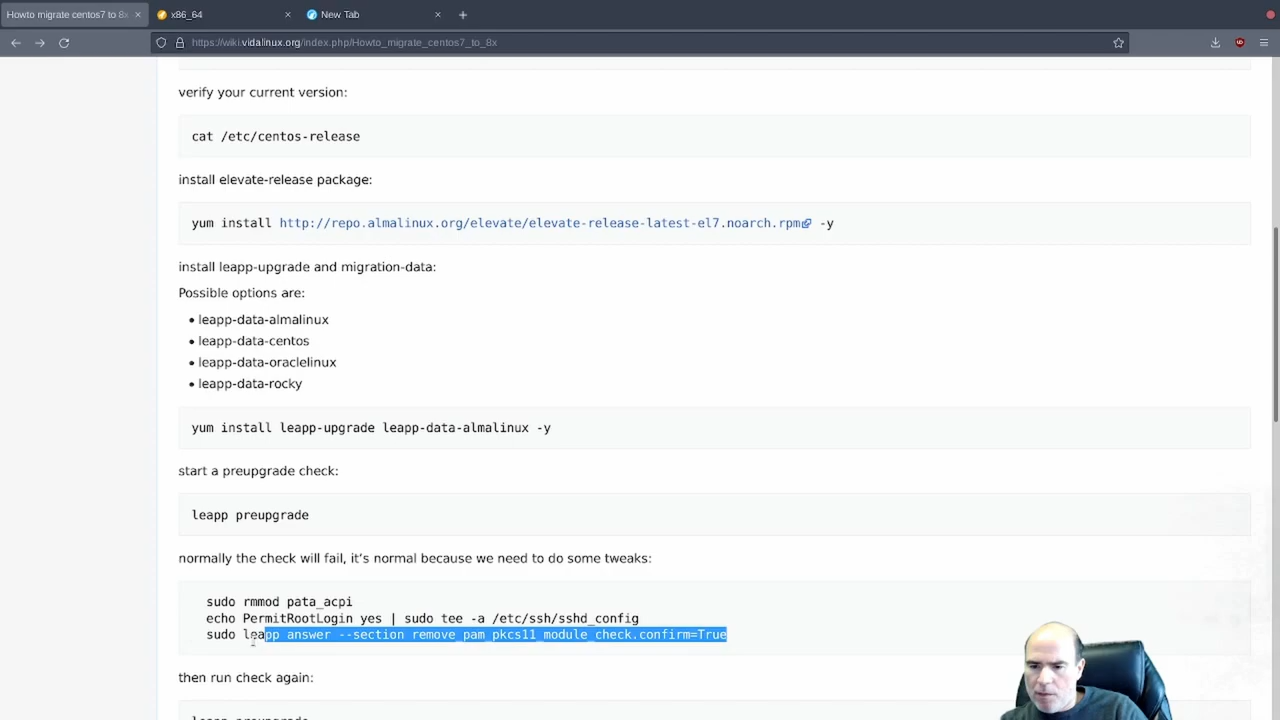 Howto migrate centos7 to 8x
x86_64
New Tab
https://wiki.vidalinux.org/index.php/Howto_migrate_centos7_to_8x
verify your current version:
cat /etc/centos-release
install elevate-release package:
yum install http://repo.almalinux.org/elevate/elevate-release-latest-el7.noarch.rpm -y
install leapp-upgrade and migration-data:
Possible options are:
leapp-data-almalinux
leapp-data-centos
leapp-data-oraclelinux
leapp-data-rocky
yum install leapp-upgrade leapp-data-almalinux -y
start a preupgrade check:
leapp preupgrade
normally the check will fail, it’s normal because we need to do some tweaks:
sudo rmmod pata_acpi
echo PermitRootLogin yes | sudo tee -a /etc/ssh/sshd_config
sudo leapp answer --section remove_pam_pkcs11_module_check.confirm=True
then run check again:
leapp preupgrade